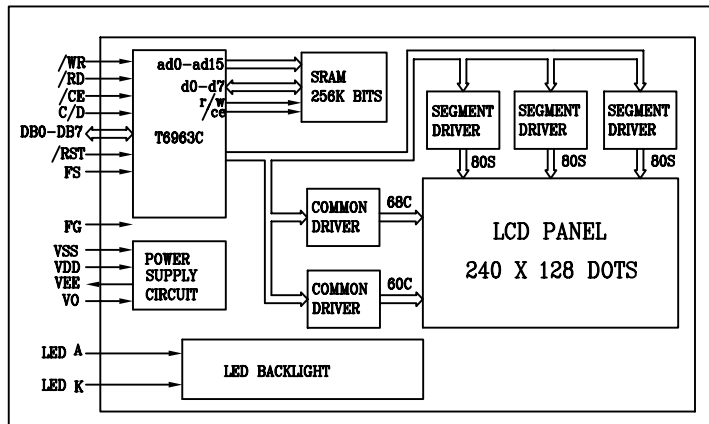 /WR
/RD
/CE
C/D
DB0-DB7
/RST
FS
FG
VSS
VDD
VEE
VO
LED A
LED K
ad0-ad15
d0-d7
r/w
/ce
T6963C
SRAM
256K BITS
SEGMENT
DRIVER
SEGMENT
DRIVER
SEGMENT
DRIVER
80S
80S
80S
COMMON
DRIVER
68C
COMMON
DRIVER
60C
LCD PANEL
240 X 128 DOTS
POWER
SUPPLY
CIRCUIT
LED BACKLIGHT